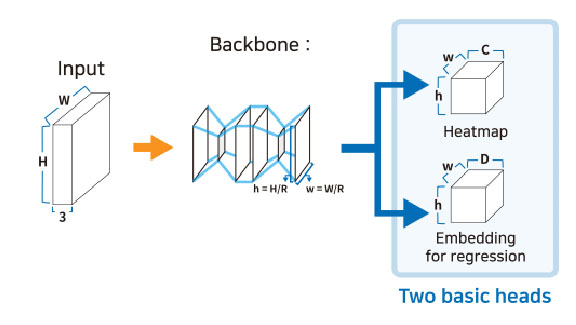 Backbone :
Input
W
H
3
h = H/R
w = W/R
w
C
h
Heatmap
w
D
h
Embedding
for regression
Two basic heads